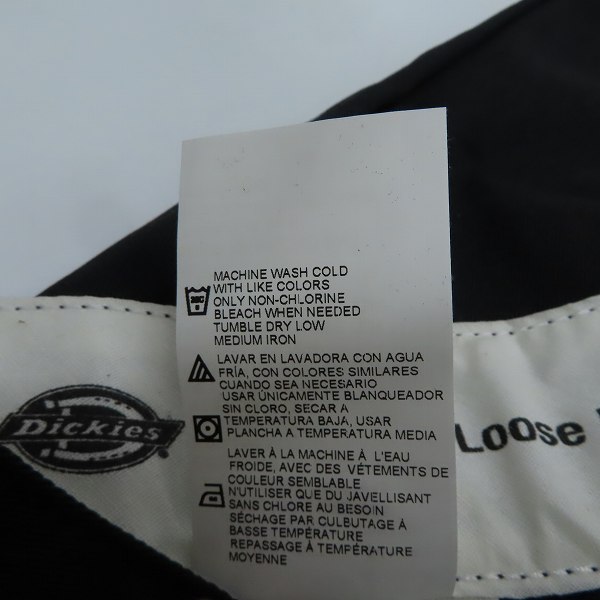 MACHINE WASH COLD
WITH LIKE COLORS
ONLY NON-CHLORINE
BLEACH WHEN NEEDED
TUMBLE DRY LOW
MEDIUM IRON
LAVAR EN LAVADORA CON AGUA
FRÍA, CON COLORES SIMILARES
CUANDO SEA NECESARIO
USAR ÚNICAMENTE BLANQUEADOR
SIN CLORO, SECAR A
TEMPERATURA BAJA, USAR
PLANCHA A TEMPERATURA MEDIA
LAVER À LA MACHINE À L'EAU
FROIDE, AVEC DES VÉTEMENTS DE
COULEUR SEMBLABLE
N'UTILISER QUE DU JAVELLISANT
SANS CHLORE AU BESOIN
SÉCHAGE PAR CULBUTAGE À
BASSE TEMPÉRATURE
REPASSAGE À TEMPÉRATURE
MOYENNE
Dickies
Loose